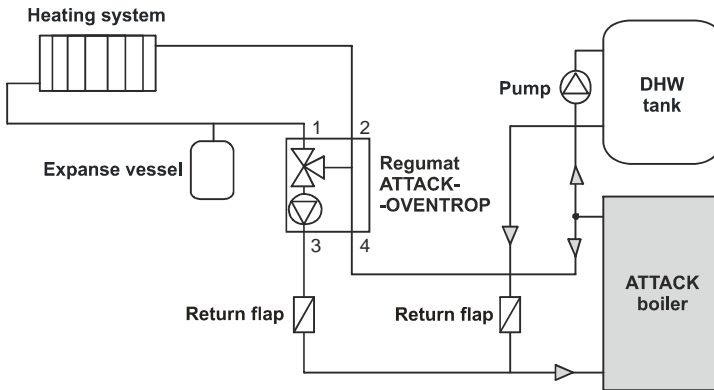 Heating system
Pump
DHW
tank
1
2
Expanse vessel
Regumat
ATTACK-
-OVENTROP
3
4
ATTACK
boiler
Return flap
Return flap